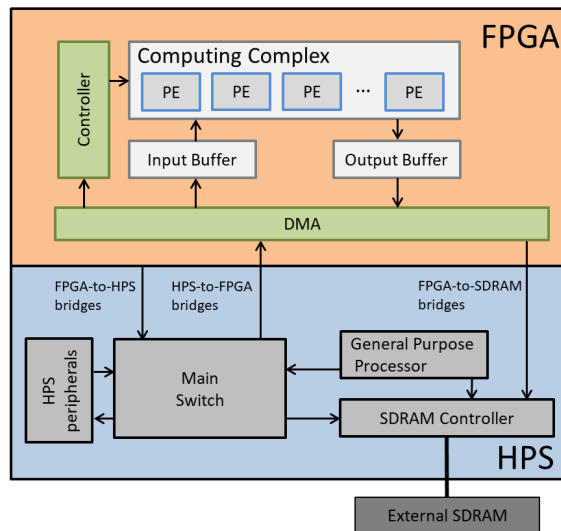 FPGA
Computing Complex
PE
PE
PE
...
PE
Controller
Input Buffer
Output Buffer
DMA
FPGA-to-HPS
bridges
HPS-to-FPGA
bridges
FPGA-to-SDRAM
bridges
HPS
peripherals
Main
Switch
General Purpose
Processor
SDRAM Controller
HPS
External SDRAM